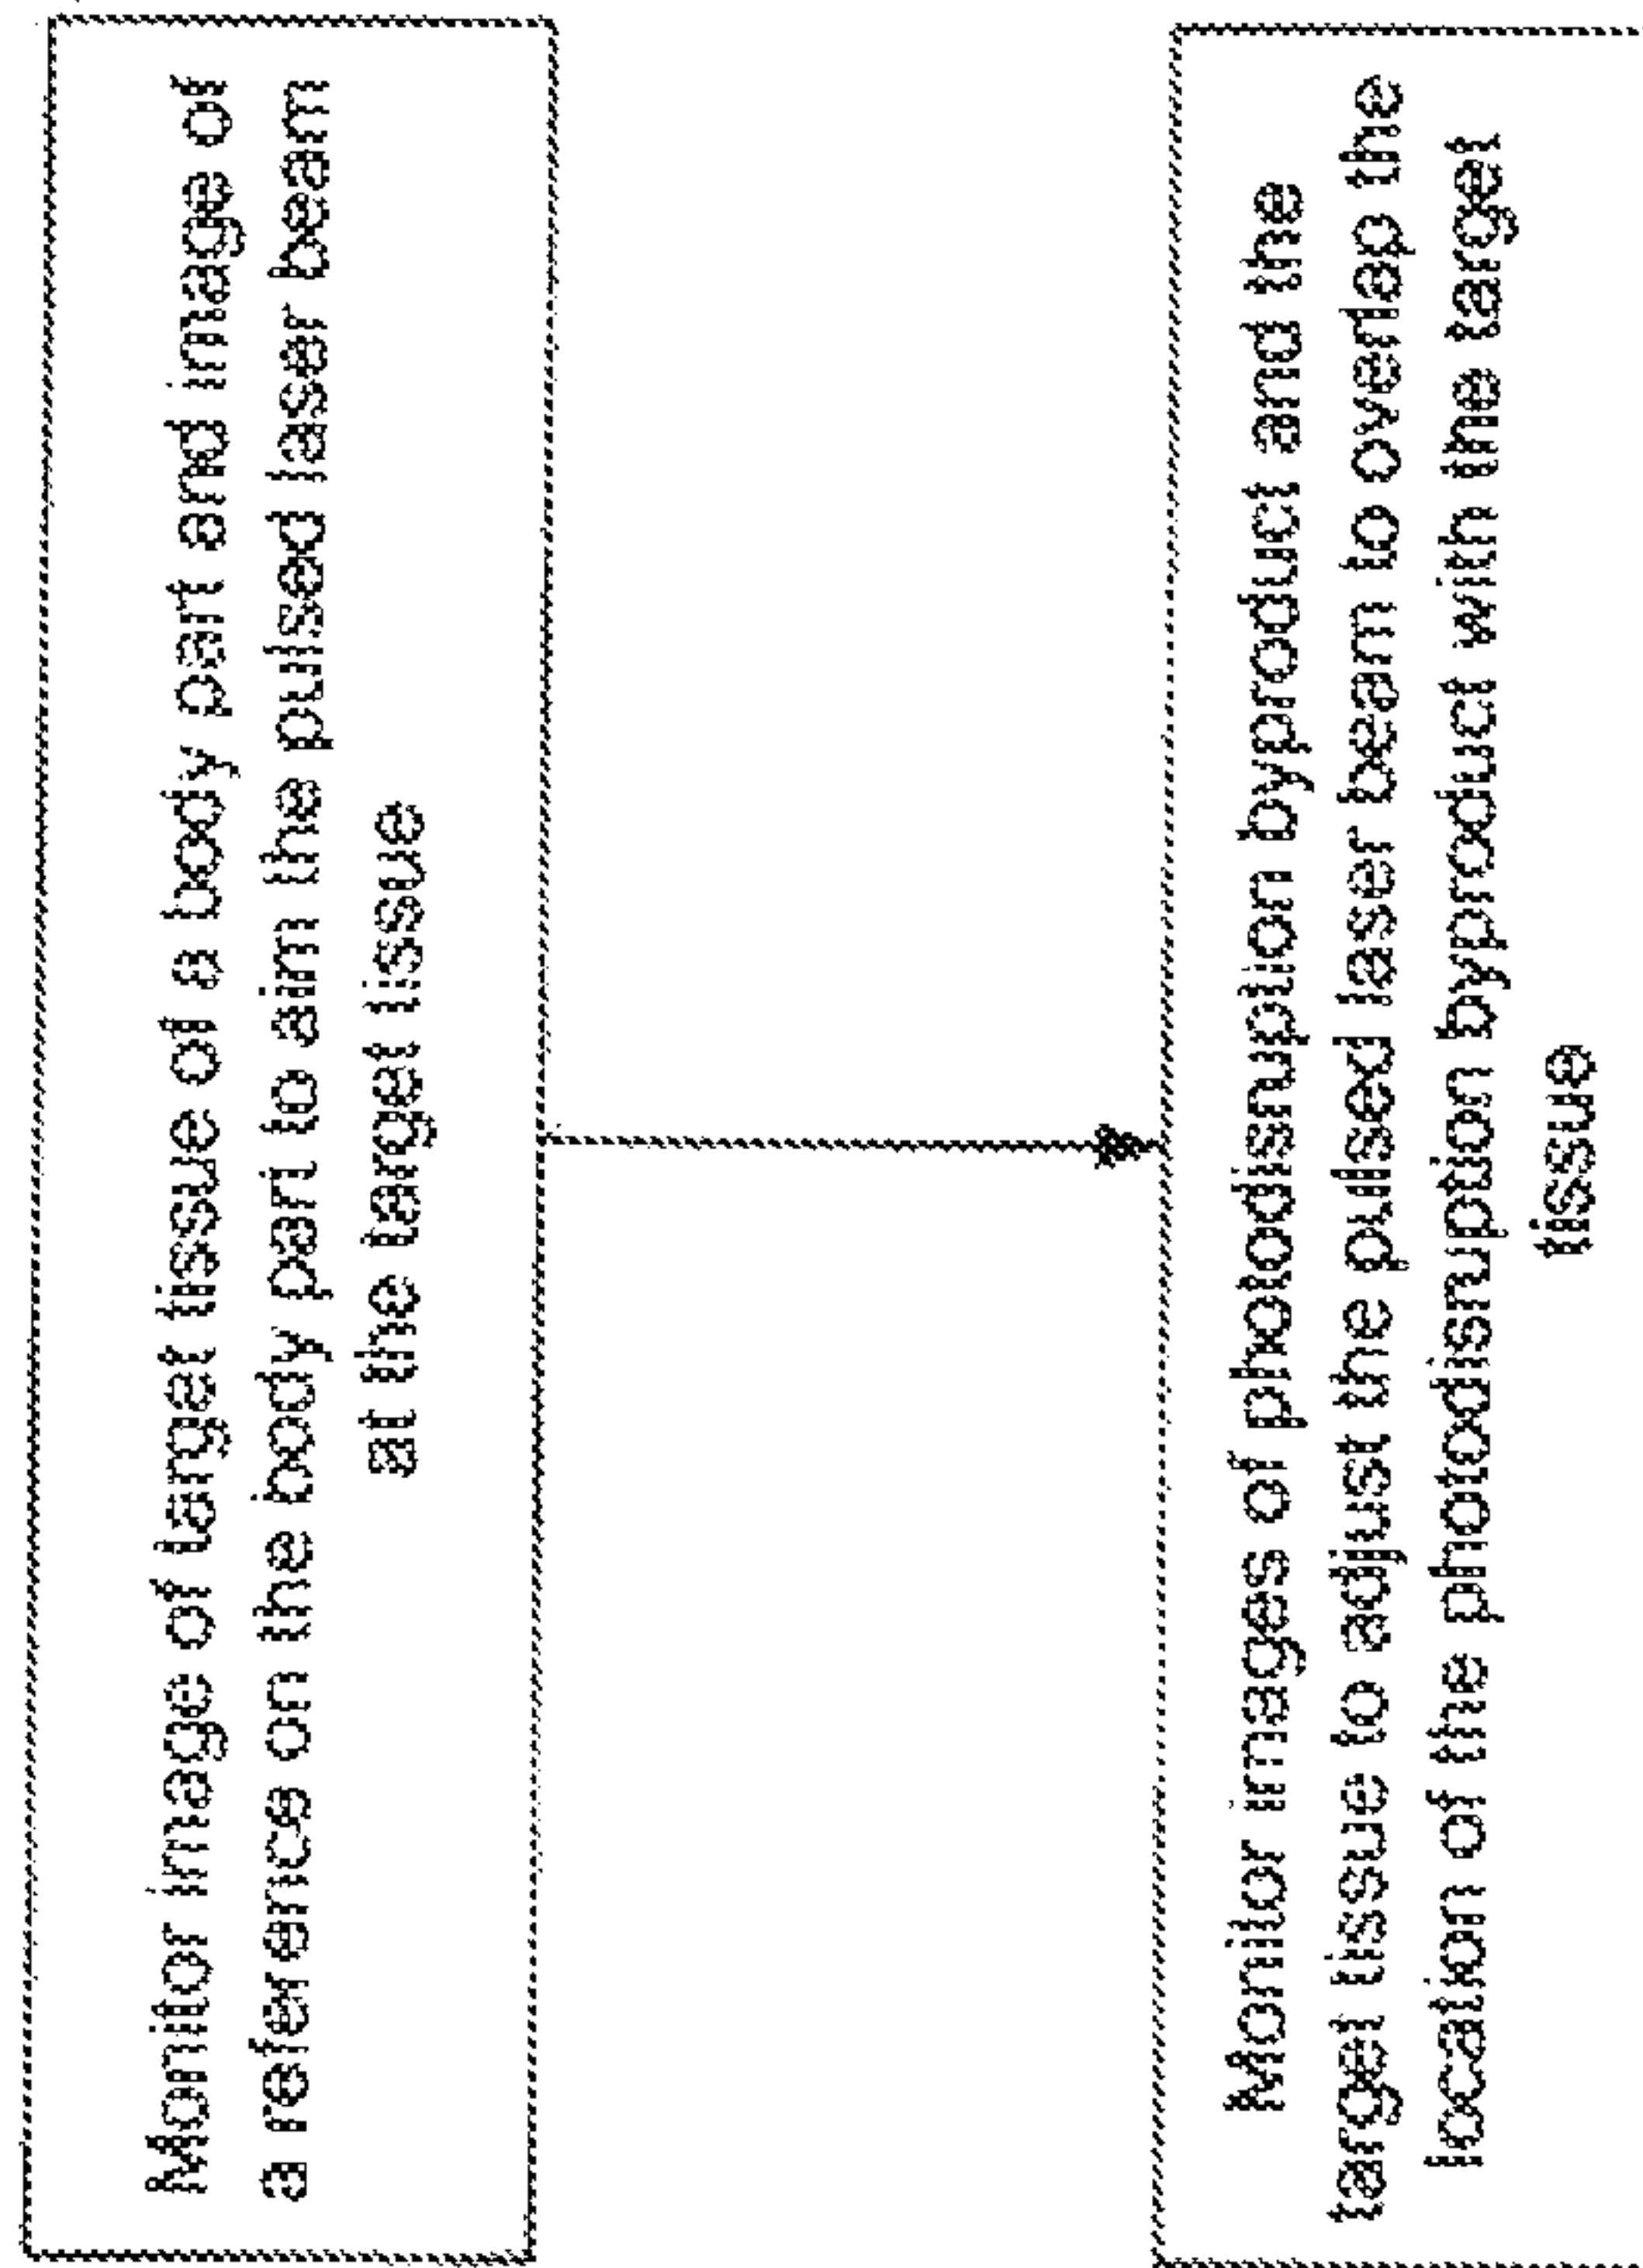 Monitor image of target tissue of a body part and image of
a reference on the body part to aim the pulsed laser beam
at the target tissue
Monitor images of photodisruption byproduct and the
target tissue to adjust the pulsed laser beam to overlap the
location of the photodisruption byproduct with the target
tissue